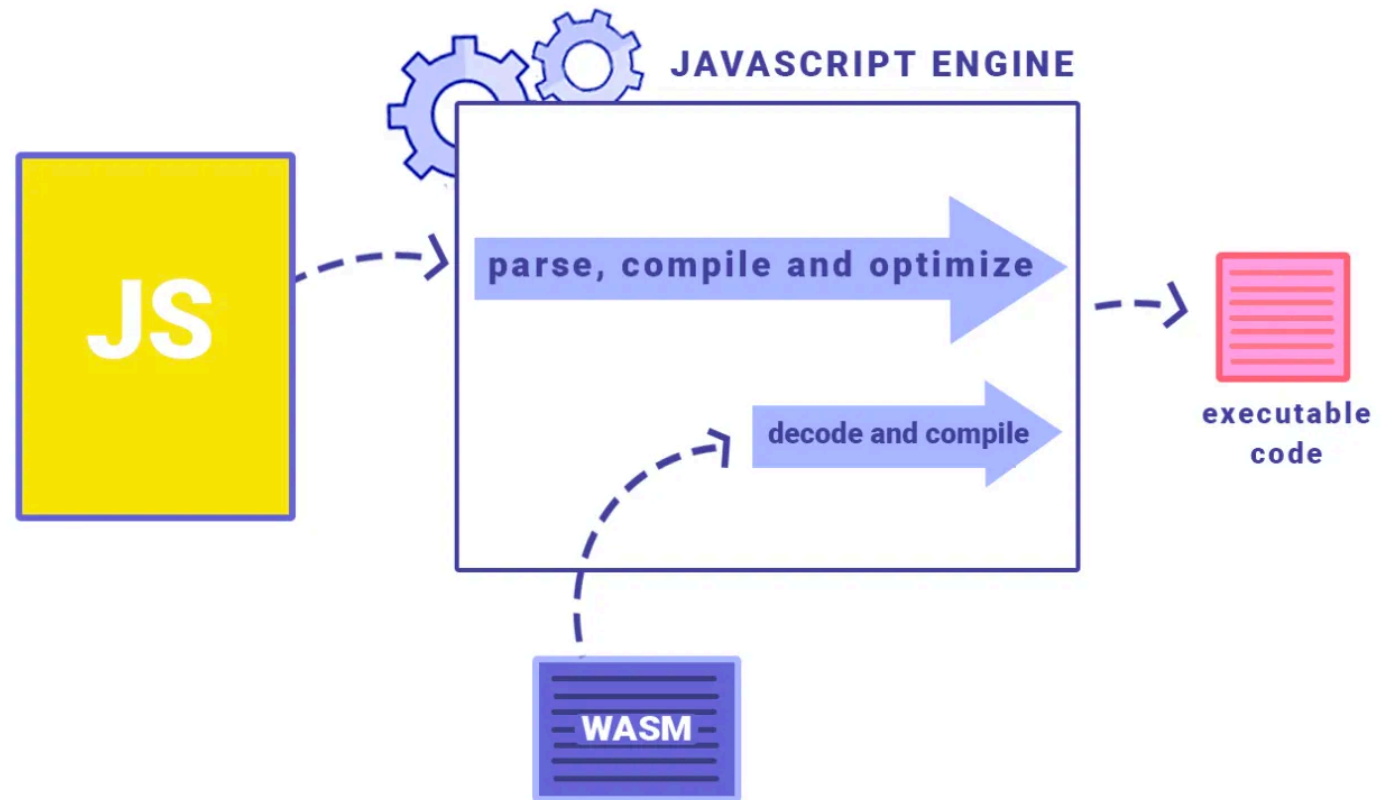 JAVASCRIPT ENGINE
JS
parse, compile and optimize
decode and compile
executable
code
WASM